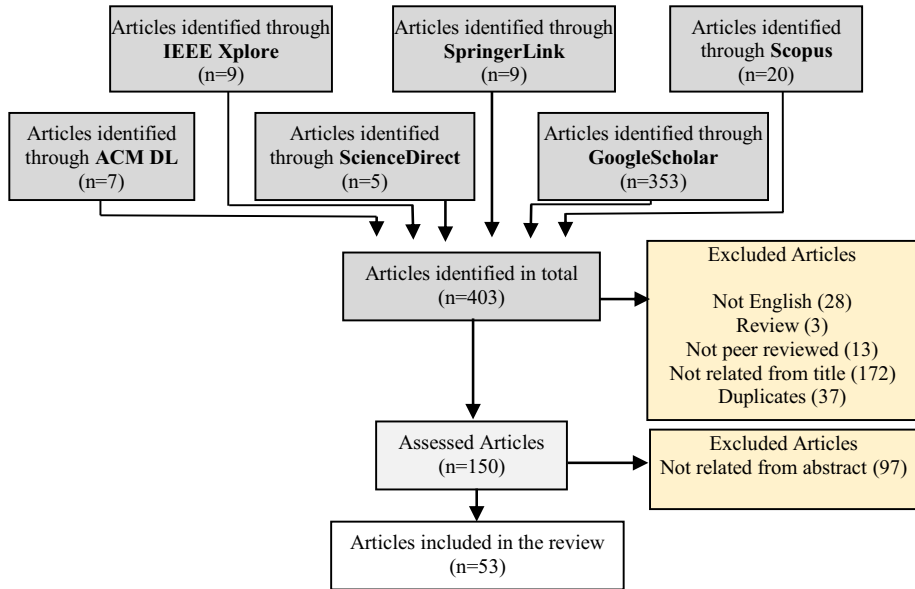 Articles identified through
IEEE Xplore
(n=9)
Articles identified through
SpringerLink
(n=9)
Articles identified
through Scopus
(n=20)
Articles identified
through ACM DL
(n=7)
Articles identified
through ScienceDirect
(n=5)
Articles identified through
GoogleScholar
(n=353)
Articles identified in total
(n=403)
Excluded Articles
Not English (28)
Review (3)
Not peer reviewed (13)
Not related from title (172)
Duplicates (37)
Assessed Articles
(n=150)
Excluded Articles
Not related from abstract (97)
Articles included in the review
(n=53)